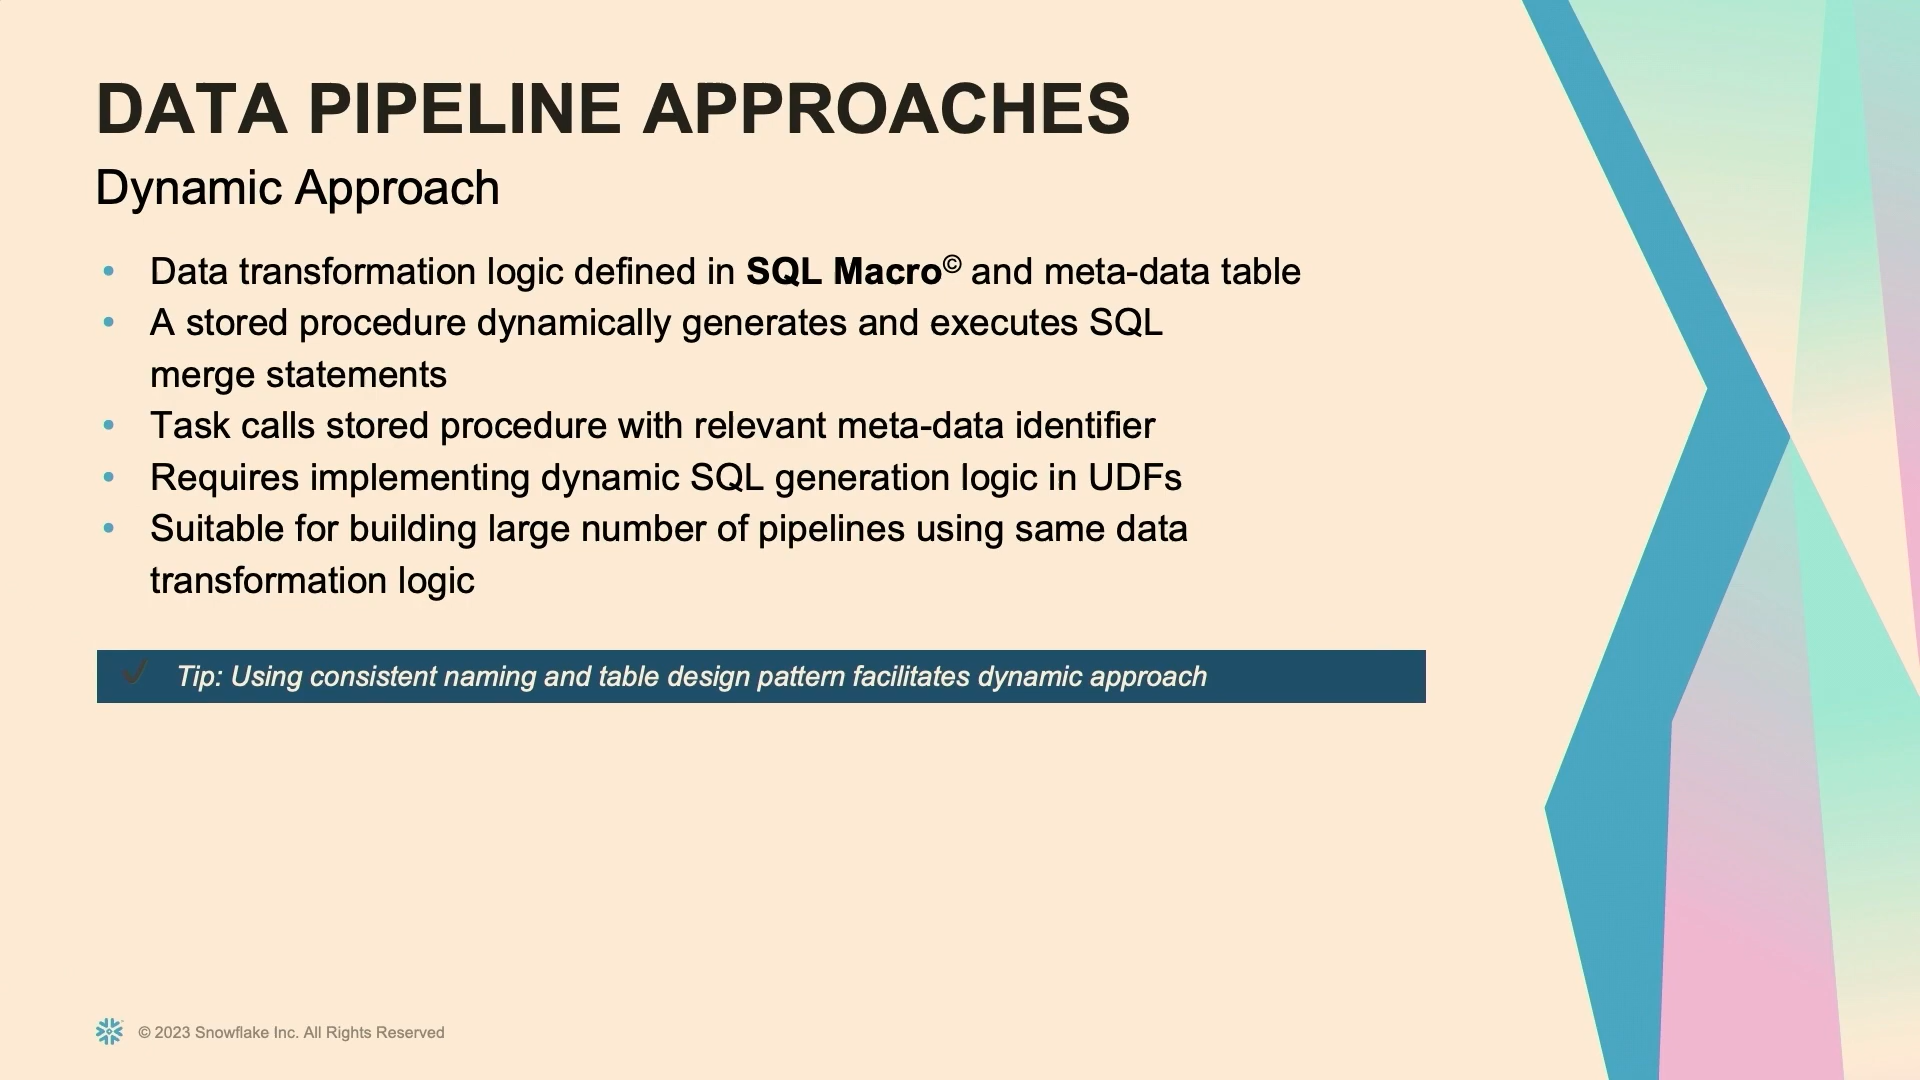 DATA PIPELINE APPROACHES
Dynamic Approach
• Data transformation logic defined in SQL Macro© and meta-data table
• A stored procedure dynamically generates and executes SQL
merge statements
• Task calls stored procedure with relevant meta-data identifier
• Requires implementing dynamic SQL generation logic in UDFs
• Suitable for building large number of pipelines using same data
transformation logic
✓ Tip: Using consistent naming and table design pattern facilitates dynamic approach
© 2023 Snowflake Inc. All Rights Reserved